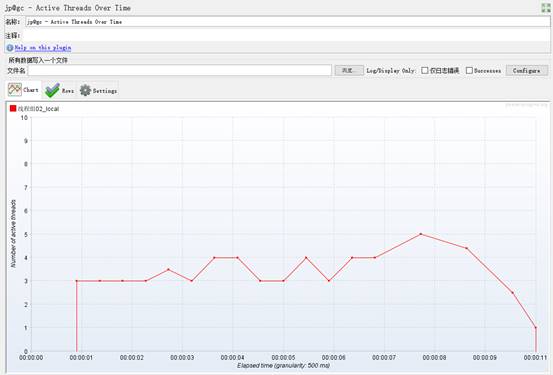 jp@gc - Active Threads Over Time
名称: jp@gc - Active Threads Over Time
注释:
Help on this plugin
所有数据写入一个文件
文件名 浏览... Log/Display Only: 仅日志错误 Successes Configure
Chart Rows Settings
线程组02_local
10
9
8
7
6
5
4
3
2
1
0
Number of active threads
00:00:00 00:00:01 00:00:02 00:00:03 00:00:04 00:00:05 00:00:06 00:00:07 00:00:08 00:00:09 00:00:10 00:00:11
Elapsed time (granularity: 500 ms)